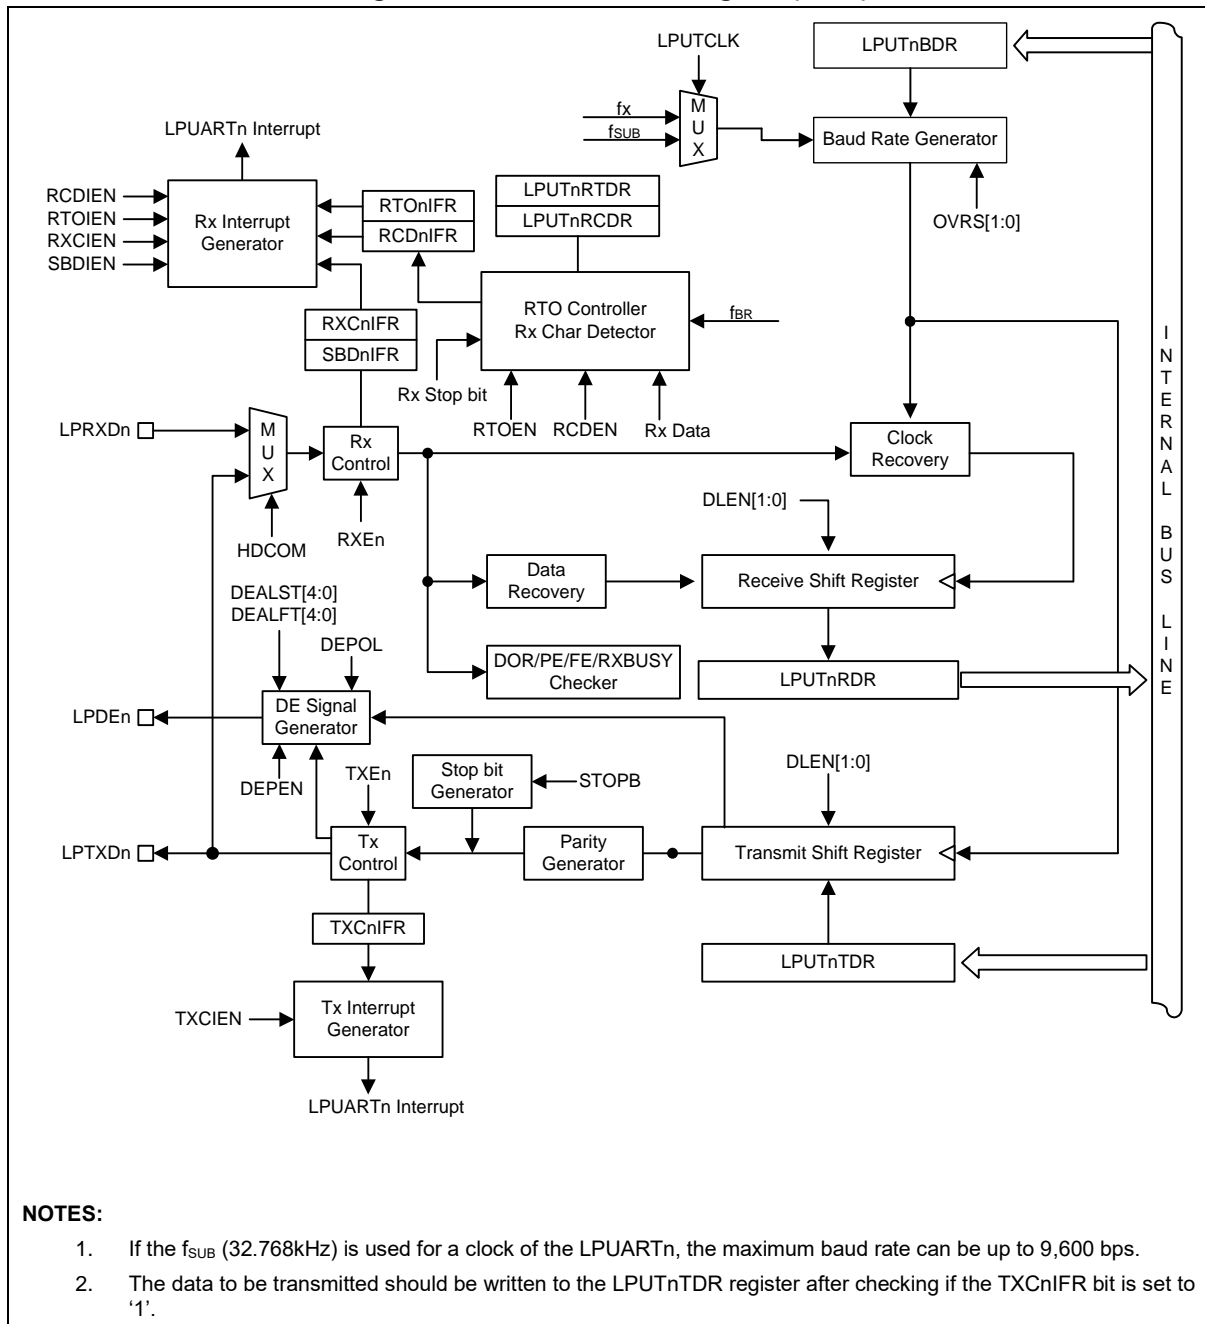 LPUTCLK
LPUTnBDR
fx
fSUB
M
U
X
Baud Rate Generator
OVRS[1:0]
LPUARTn Interrupt
RCDIEN
RTOIEN
RXCIEN
SBDIEN
Rx Interrupt
Generator
RTOnIFR
RCDnIFR
LPUTnRTDR
LPUTnRCDR
RTO Controller
Rx Char Detector
fBR
RXCnIFR
SBDnIFR
Rx Stop bit
RTOEN
RCDEN
Rx Data
LPRXDn
M
U
X
Rx
Control
Clock
Recovery
HDCOM
RXEn
DLEN[1:0]
Data
Recovery
Receive Shift Register
DEALST[4:0]
DEALFT[4:0]
DEPOL
DOR/PE/FE/RXBUSY
Checker
LPUTnRDR
LPDEn
DE Signal
Generator
DEPEN
TXEn
Stop bit
Generator
STOPB
DLEN[1:0]
LPTXDn
Tx
Control
Parity
Generator
Transmit Shift Register
TXCnIFR
LPUTnTDR
TXCIEN
Tx Interrupt
Generator
LPUARTn Interrupt
I
N
T
E
R
N
A
L
B
U
S
L
I
N
E
NOTES:
1. If the fSUB (32.768kHz) is used for a clock of the LPUARTn, the maximum baud rate can be up to 9,600 bps.
2. The data to be transmitted should be written to the LPUTnTDR register after checking if the TXCnIFR bit is set to
‘1’.